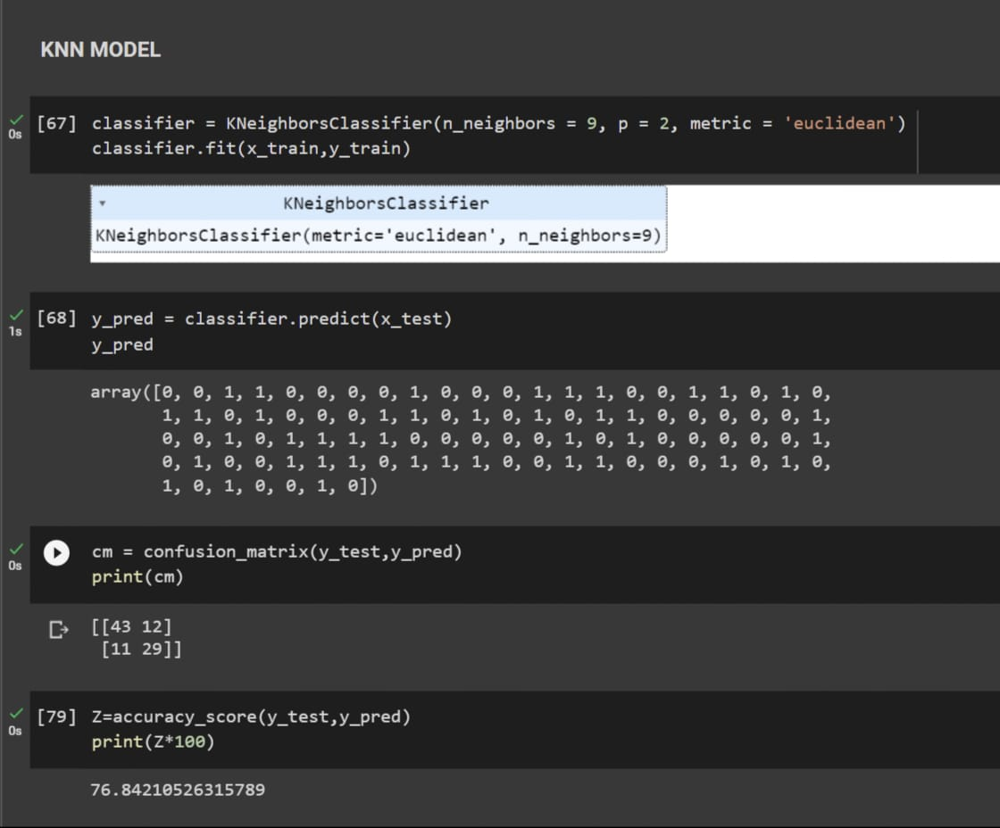 KNN MODEL
0s
[67] classifier = KNeighborsClassifier(n_neighbors = 9, p = 2, metric = 'euclidean')
classifier.fit(x_train,y_train)
KNeighborsClassifier
KNeighborsClassifier(metric='euclidean', n_neighbors=9)
1s
[68] y_pred = classifier.predict(x_test)
y_pred
array([0, 0, 1, 1, 0, 0, 0, 0, 1, 0, 0, 0, 1, 1, 1, 0, 0, 1, 1, 0, 1, 0,
1, 1, 0, 1, 0, 0, 0, 1, 1, 0, 1, 0, 1, 0, 1, 1, 0, 0, 0, 0, 0, 1,
0, 0, 1, 0, 1, 1, 1, 1, 0, 0, 0, 0, 0, 1, 0, 1, 0, 0, 0, 0, 0, 1,
0, 1, 0, 0, 1, 1, 1, 0, 1, 1, 1, 0, 0, 1, 1, 0, 0, 0, 1, 0, 1, 0,
1, 0, 1, 0, 0, 1, 0])
0s
cm = confusion_matrix(y_test,y_pred)
print(cm)
[[43 12]
[11 29]]
0s
[79] Z=accuracy_score(y_test,y_pred)
print(Z*100)
76.84210526315789